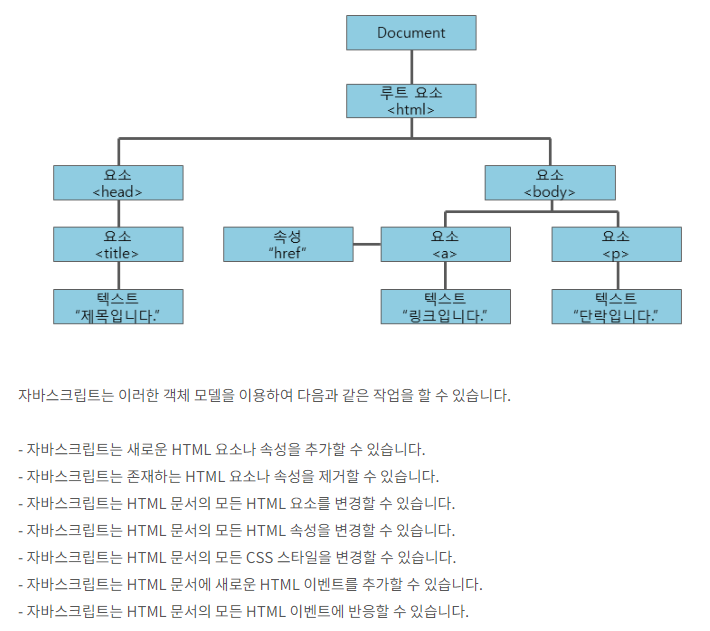 Document
루트 요소
<html>
요소
<head>
요소
<body>
요소
<title>
속성
“href”
요소
<a>
요소
<p>
텍스트
“제목입니다.”
텍스트
“링크입니다.”
텍스트
“단락입니다.”
자바스크립트는 이러한 객체 모델을 이용하여 다음과 같은 작업을 할 수 있습니다.
- 자바스크립트는 새로운 HTML 요소나 속성을 추가할 수 있습니다.
- 자바스크립트는 존재하는 HTML 요소나 속성을 제거할 수 있습니다.
- 자바스크립트는 HTML 문서의 모든 HTML 요소를 변경할 수 있습니다.
- 자바스크립트는 HTML 문서의 모든 HTML 속성을 변경할 수 있습니다.
- 자바스크립트는 HTML 문서의 모든 CSS 스타일을 변경할 수 있습니다.
- 자바스크립트는 HTML 문서에 새로운 HTML 이벤트를 추가할 수 있습니다.
- 자바스크립트는 HTML 문서의 모든 HTML 이벤트에 반응할 수 있습니다.